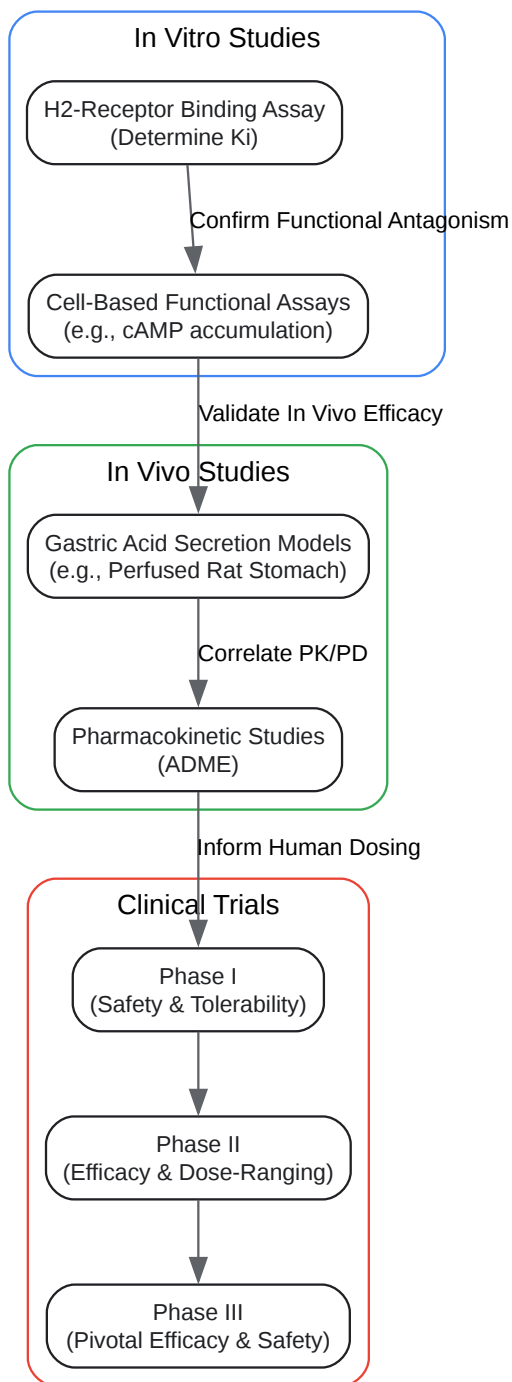 In Vitro Studies
H2-Receptor Binding Assay
(Determine Ki)
Confirm Functional Antagonism
Cell-Based Functional Assays
(e.g., cAMP accumulation)
Validate In Vivo Efficacy
In Vivo Studies
Gastric Acid Secretion Models
(e.g., Perfused Rat Stomach)
Correlate PK/PD
Pharmacokinetic Studies
(ADME)
Inform Human Dosing
Clinical Trials
Phase I
(Safety & Tolerability)
Phase II
(Efficacy & Dose-Ranging)
Phase III
(Pivotal Efficacy & Safety)